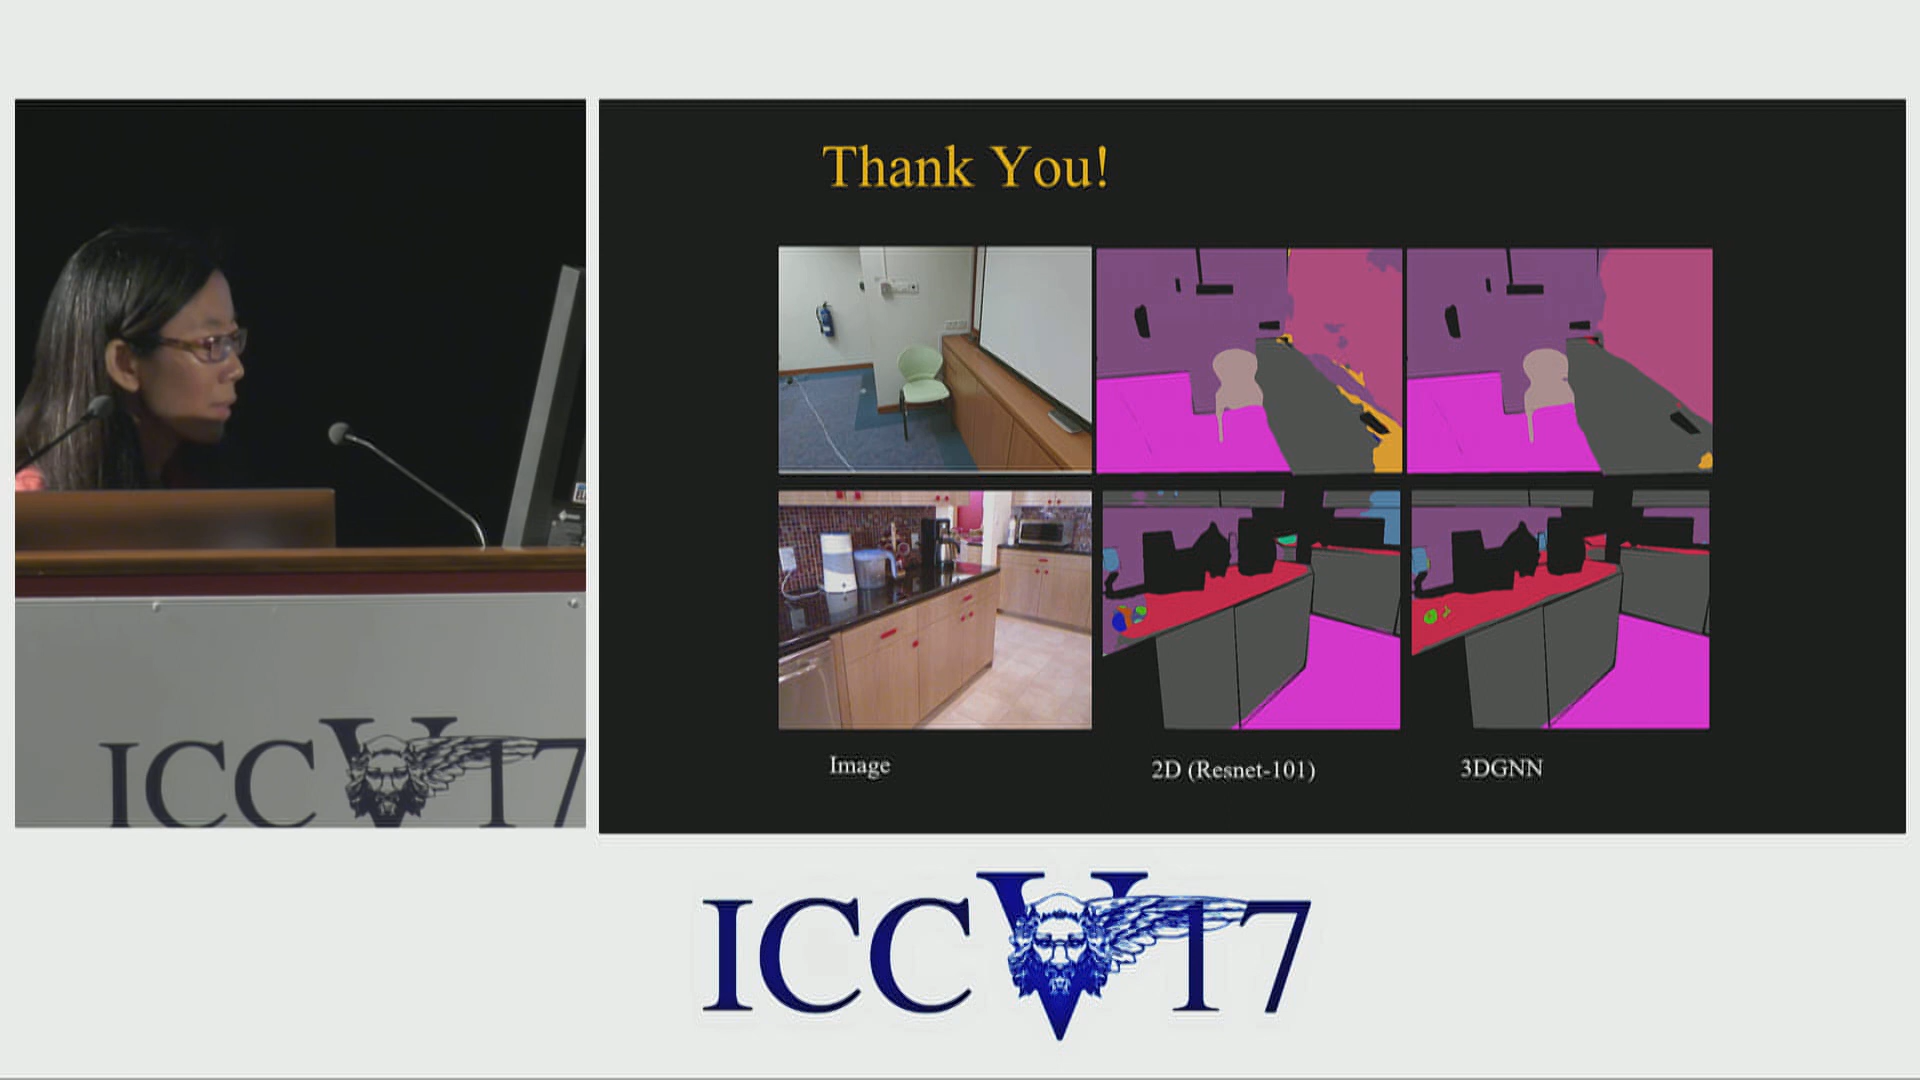 Thank You!
Image
2D (Resnet-101)
3DGNN
ICCV17
ICCV17